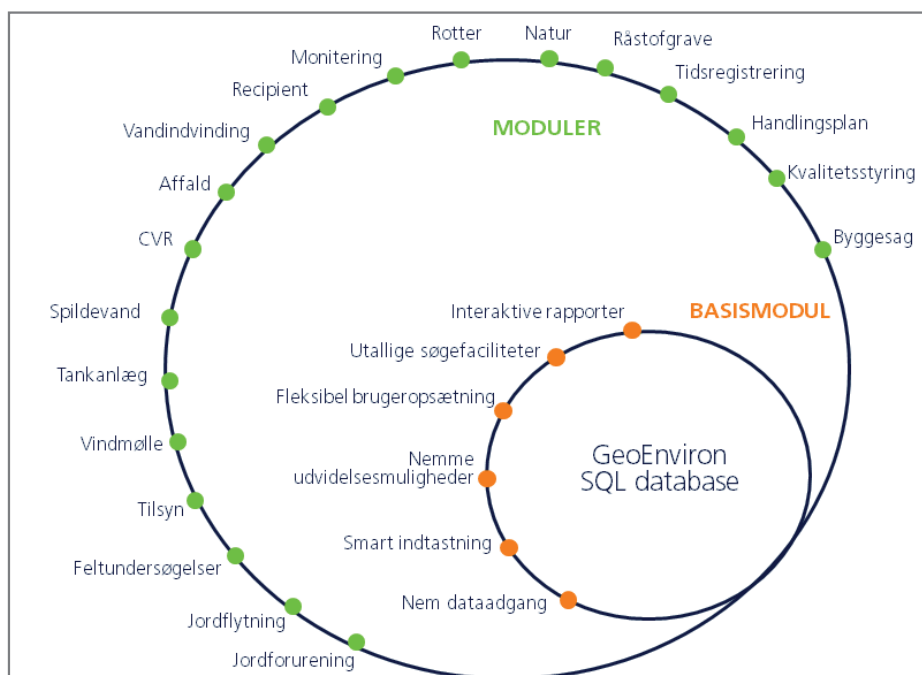 Rotter
Natur
Råstofgrave
Monitering
Tidsregistrering
Recipient
Handlingsplan
Vandindvinding
MODULER
Kvalitetsstyring
Affald
CVR
Byggesag
Spildevand
Interaktive rapporter
BASISMODUL
Utallige søgefaciliteter
Tankanlæg
Fleksibel brugeropsætning
Vindmølle
Nemme
udvidelsesmuligheder
GeoEnviron
SQL database
Tilsyn
Smart indtastning
Feltundersøgelser
Nem dataadgang
Jordflytning
Jordforurening